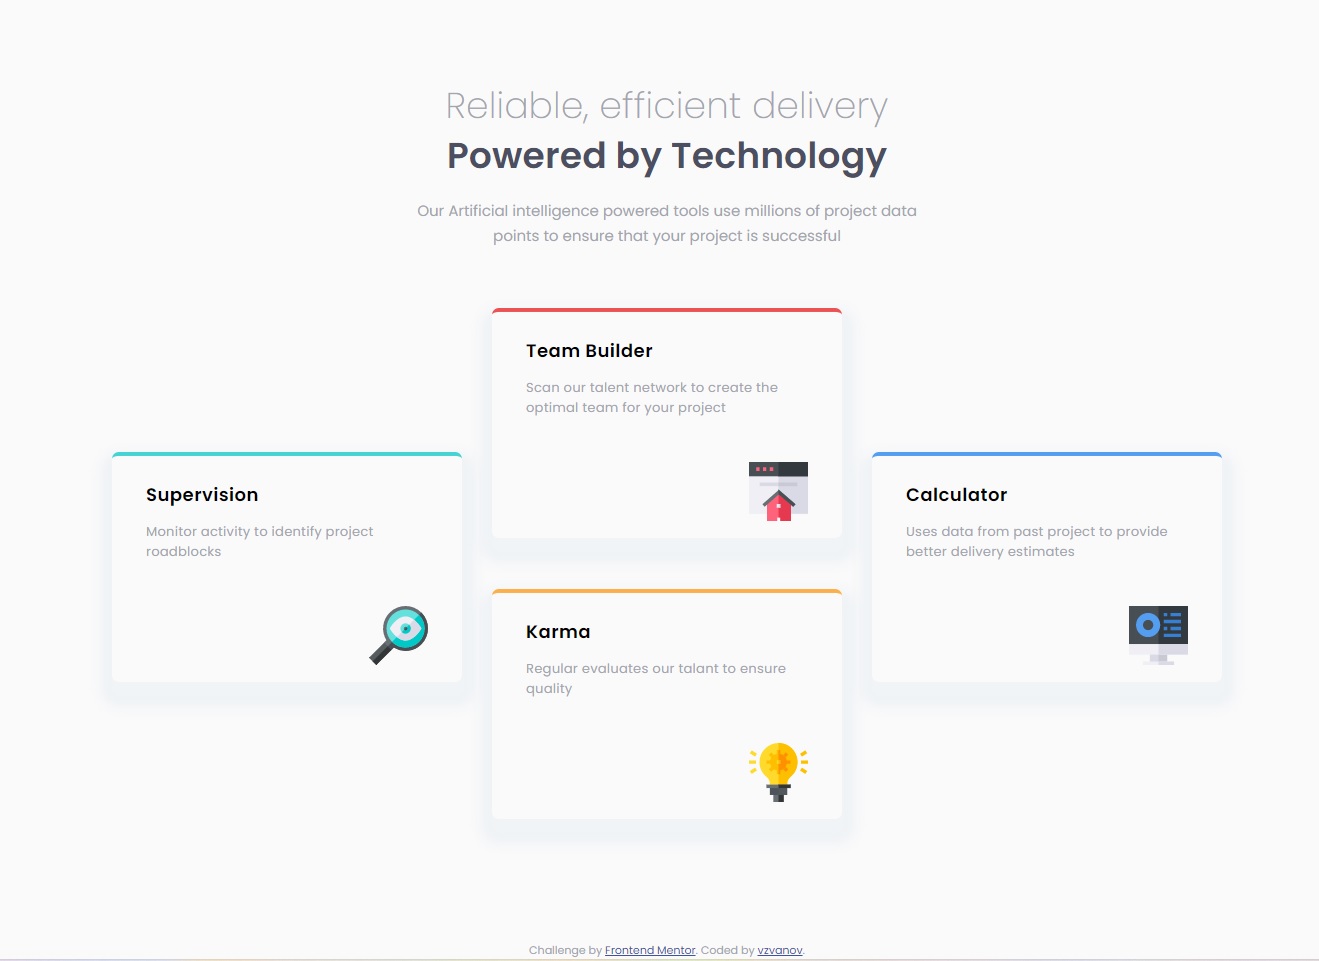 Reliable, efficient delivery
Powered by Technology
Our Artificial intelligence powered tools use millions of project data
points to ensure that your project is successful
Team Builder
Scan our talent network to create the
optimal team for your project
Supervision
Monitor activity to identify project
roadblocks
Calculator
Uses data from past project to provide
better delivery estimates
Karma
Regular evaluates our talant to ensure
quality
Challenge by Frontend Mentor. Coded by vzvanov.